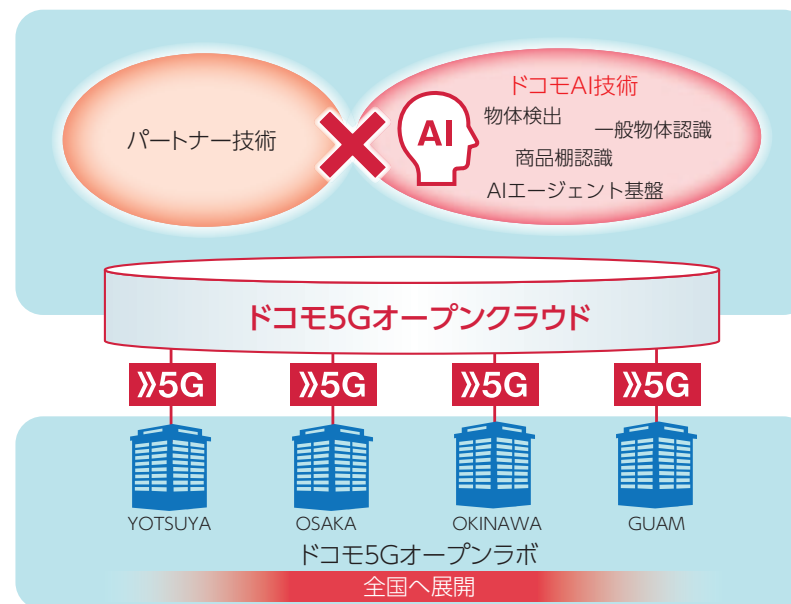 パートナー技術
AI
ドコモAI技術
物体検出
一般物体認識
商品棚認識
AIエージェント基盤
ドコモ5Gオープンクラウド
》5G
》5G
》5G
》5G
YOTSUYA
OSAKA
OKINAWA
GUAM
ドコモ5Gオープンラボ
全国へ展開